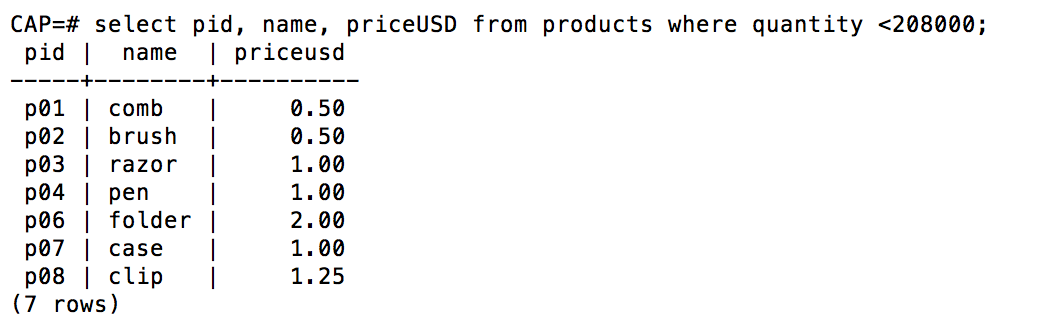 CAP=# select pid, name, priceUSD from products where quantity <208000;
 pid |  name  | priceusd
-----+--------+----------
 p01 | comb   |     0.50
 p02 | brush  |     0.50
 p03 | razor  |     1.00
 p04 | pen    |     1.00
 p06 | folder |     2.00
 p07 | case   |     1.00
 p08 | clip   |     1.25
(7 rows)